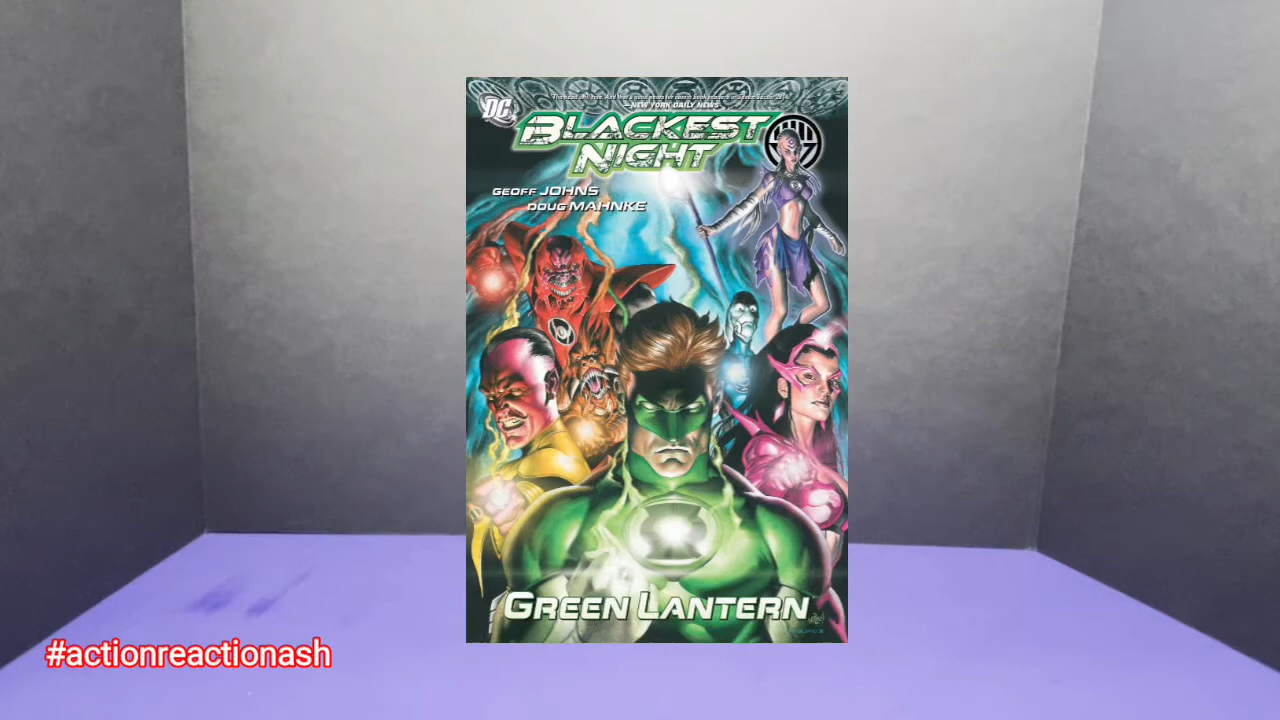 DC
—NEW YORK DAILY NEWS
BLACKEST
NIGHT
GEOFF JOHNS
DOUG MAHNKE
GREEN LANTERN
#actionreactionash